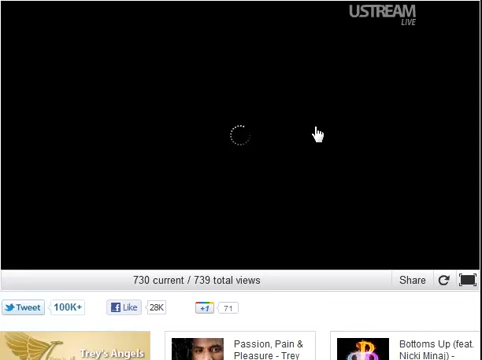 USTREAM
LIVE
730 current / 739 total views
Share
Tweet 100K+
Like 28K
+1 71
Trey's Angels
Passion, Pain &
Pleasure - Trey
Bottoms Up (feat.
Nicki Minaj) -